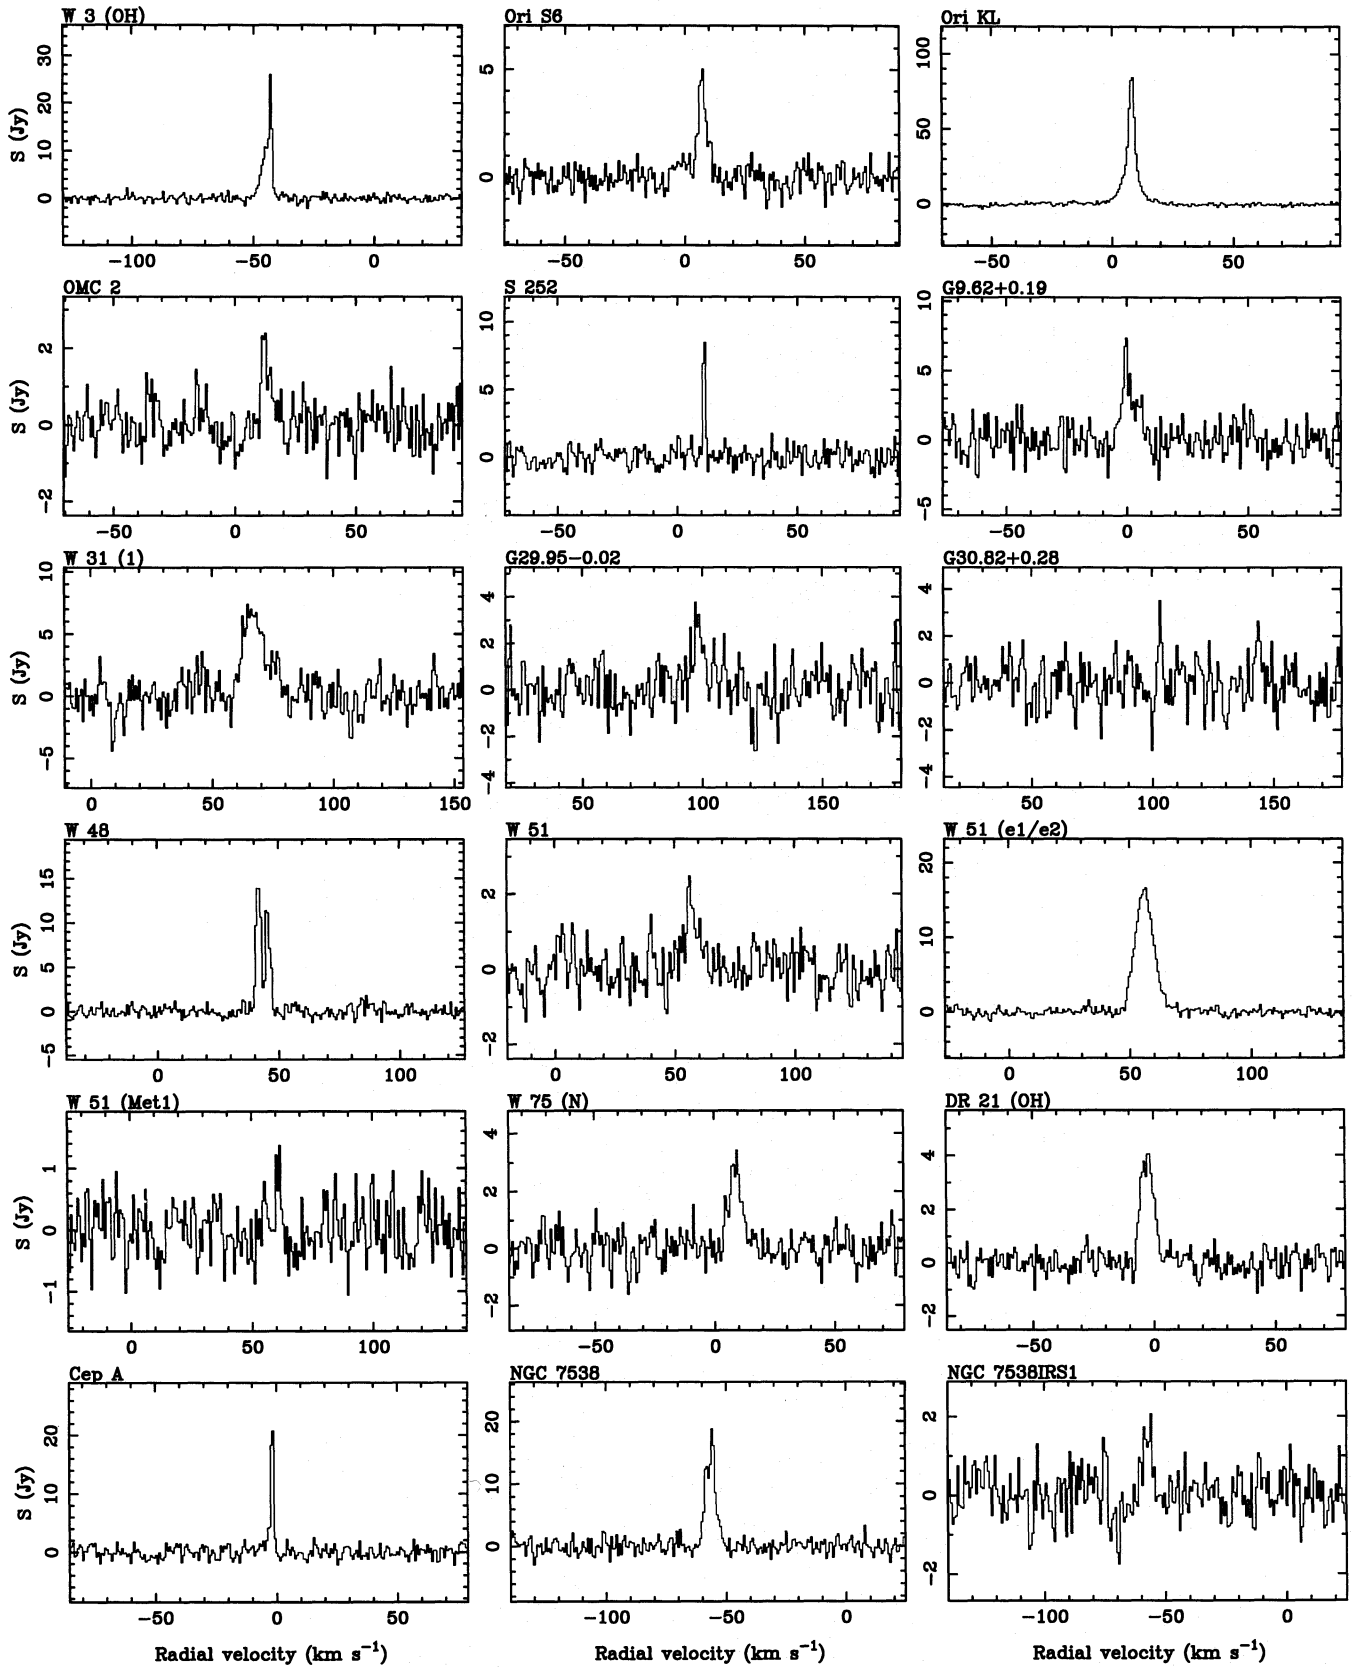 W 3 (OH)
Ori S6
Ori KL
S (Jy)
30
20
10
0
5
0
100
50
0
−100 −50 0
−50 0 50
−50 0 50
OMC 2
S 252
G9.62+0.19
S (Jy)
2
0
−2
10
5
0
10
5
0
−5
−50 0 50
−50 0 50
−50 0 50
W 31 (1)
G29.95−0.02
G30.82+0.28
S (Jy)
10
5
0
−5
4
2
0
−2
−4
4
2
0
−2
−4
0 50 100 150
50 100 150
50 100 150
W 48
W 51
W 51 (e1/e2)
S (Jy)
15
10
5
0
−5
2
0
−2
20
10
0
0 50 100
0 50 100
0 50 100
W 51 (Met1)
W 75 (N)
DR 21 (OH)
S (Jy)
1
0
−1
4
2
0
−2
4
2
0
−2
0 50 100
−50 0 50
−50 0 50
Cep A
NGC 7538
NGC 7538IRS1
S (Jy)
20
10
0
20
10
0
2
0
−2
−50 0 50
−100 −50 0
−100 −50 0
Radial velocity (km s⁻¹)
Radial velocity (km s⁻¹)
Radial velocity (km s⁻¹)